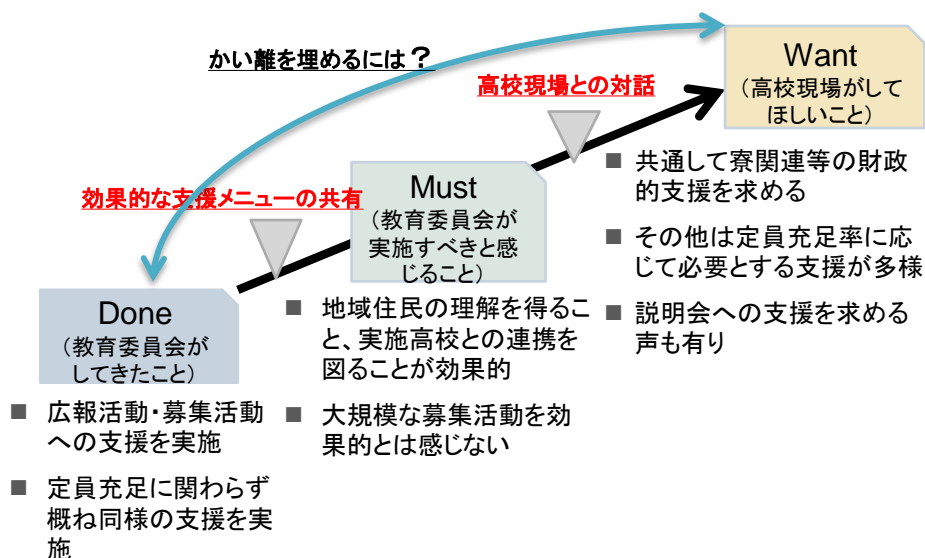 かい離を埋めるには？
高校現場との対話
Want
（高校現場がして
ほしいこと）
効果的な支援メニューの共有
Must
（教育委員会が
実施すべきと感
じること）
■ 共通して寮関連等の財政
的支援を求める
■ その他は定員充足率に応
じて必要とする支援が多様
■ 説明会への支援を求める
声も有り
Done
（教育委員会が
してきたこと）
■ 地域住民の理解を得るこ
と、実施高校との連携を
図ることが効果的
■ 大規模な募集活動を効
果的とは感じない
■ 広報活動・募集活動
への支援を実施
■ 定員充足に関わらず
概ね同様の支援を実
施